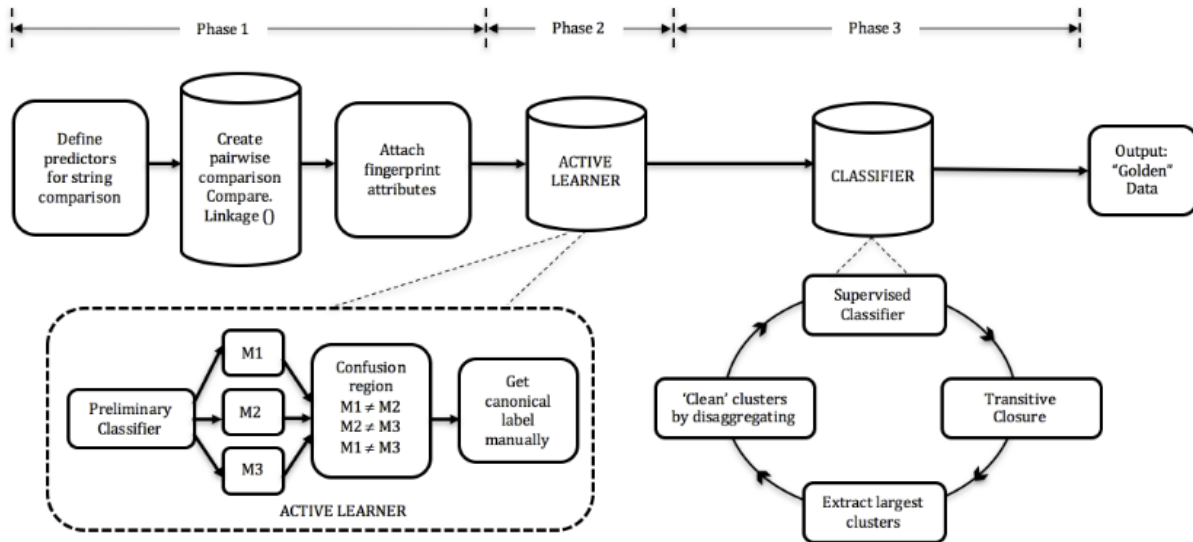 Phase 1
Phase 2
Phase 3
Define
predictors
for string
comparison
Create
pairwise
comparison
Compare.
Linkage ()
Attach
fingerprint
attributes
ACTIVE
LEARNER
CLASSIFIER
Output:
“Golden”
Data
Preliminary
Classifier
M1
M2
M3
Confusion
region
M1 ≠ M2
M2 ≠ M3
M1 ≠ M3
Get
canonical
label
manually
ACTIVE LEARNER
Supervised
Classifier
Transitive
Closure
Extract largest
clusters
‘Clean’ clusters
by disaggregating